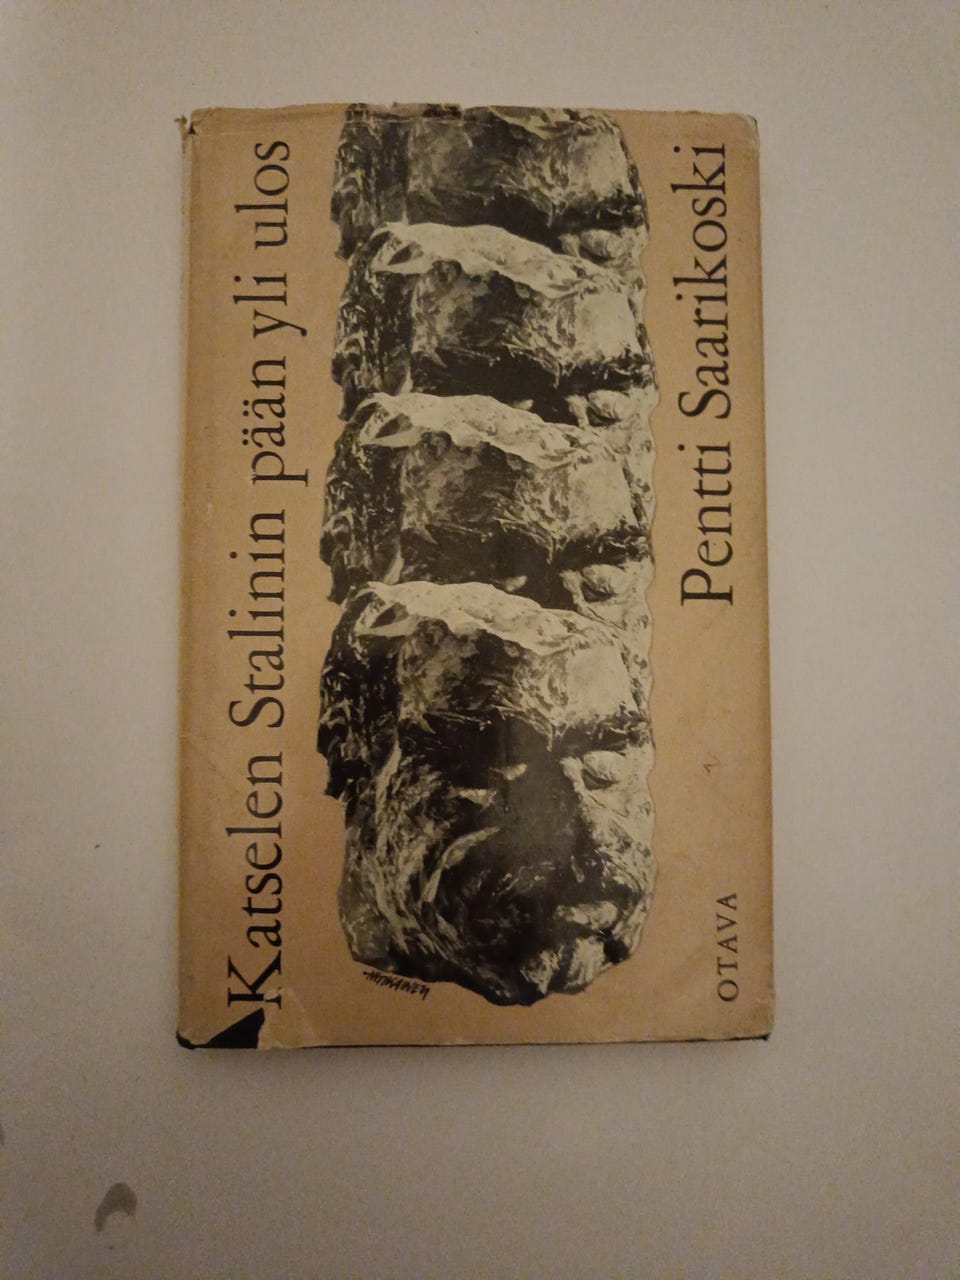 Katselen Stalinin pään yli ulos
Pentti Saarikoski
OTAVA